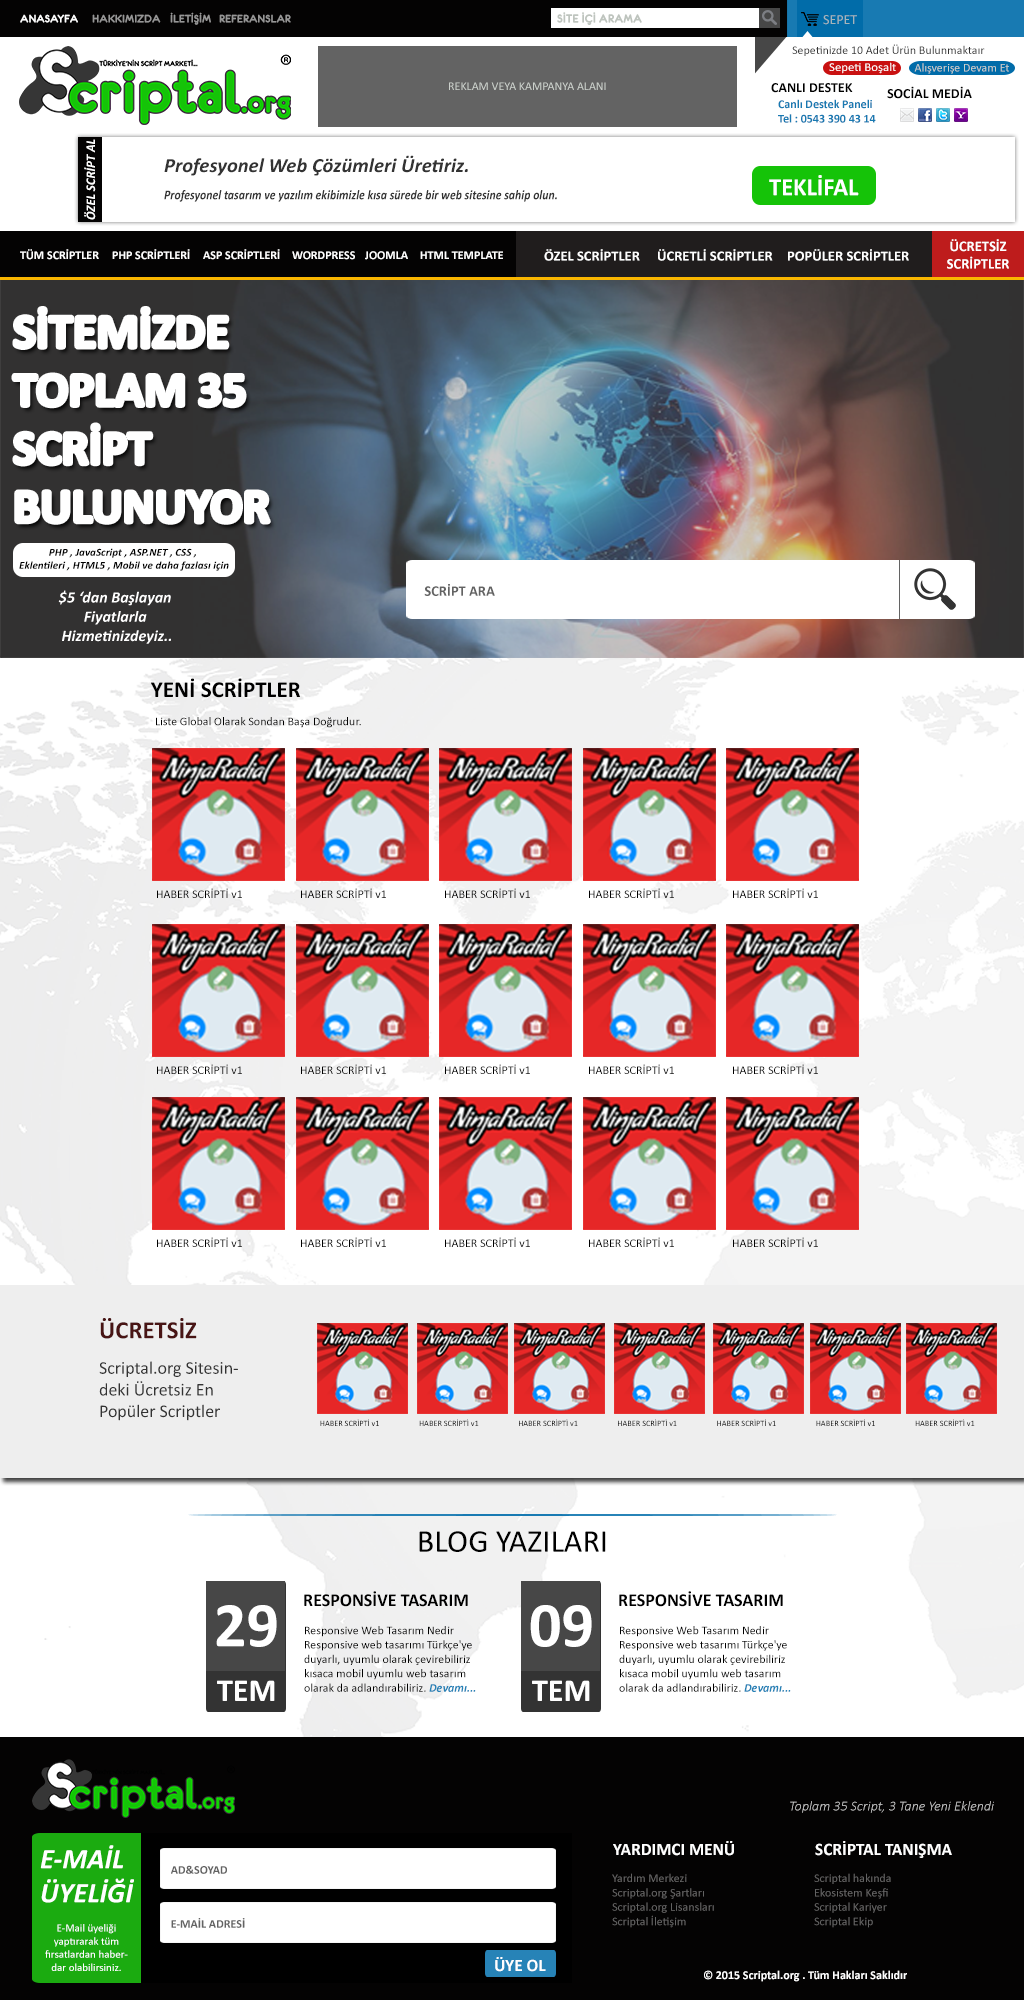 ANASAYFA HAKKIMIZDA İLETİŞİM REFERANSLAR
SİTE İÇİ ARAMA
SEPET
Sepetinizde 10 Adet Ürün Bulunmaktaır
Sepeti Boşalt Alışverişe Devam Et
TÜRKİYE'NİN SCRİPT MARKETİ...
Scriptal.org ®
REKLAM VEYA KAMPANYA ALANI
CANLI DESTEK
Canlı Destek Paneli
Tel : 0543 390 43 14
SOCİAL MEDİA
ÖZEL SCRİPT AL
Profesyonel Web Çözümleri Üretiriz.
Profesyonel tasarım ve yazılım ekibimizle kısa sürede bir web sitesine sahip olun.
TEKLİFAL
TÜM SCRİPTLER PHP SCRİPTLERİ ASP SCRİPTLERİ WORDPRESS JOOMLA HTML TEMPLATE
ÖZEL SCRİPTLER ÜCRETLİ SCRİPTLER POPÜLER SCRİPTLER
ÜCRETSİZ
SCRİPTLER
SİTEMİZDE
TOPLAM 35
SCRİPT
BULUNUYOR
PHP , JavaScript , ASP.NET , CSS ,
Eklentileri , HTML5 , Mobil ve daha fazlası için
$5 ‘dan Başlayan
Fiyatlarla
Hizmetinizdeyiz..
SCRİPT ARA
YENİ SCRİPTLER
Liste Global Olarak Sondan Başa Doğrudur.
NinjaRadial NinjaRadial NinjaRadial NinjaRadial NinjaRadial
HABER SCRİPTİ v1 HABER SCRİPTİ v1 HABER SCRİPTİ v1 HABER SCRİPTİ v1 HABER SCRİPTİ v1
NinjaRadial NinjaRadial NinjaRadial NinjaRadial NinjaRadial
HABER SCRİPTİ v1 HABER SCRİPTİ v1 HABER SCRİPTİ v1 HABER SCRİPTİ v1 HABER SCRİPTİ v1
NinjaRadial NinjaRadial NinjaRadial NinjaRadial NinjaRadial
HABER SCRİPTİ v1 HABER SCRİPTİ v1 HABER SCRİPTİ v1 HABER SCRİPTİ v1 HABER SCRİPTİ v1
ÜCRETSİZ
Scriptal.org Sitesin-
deki Ücretsiz En
Popüler Scriptler
NinjaRadial NinjaRadial NinjaRadial NinjaRadial NinjaRadial NinjaRadial NinjaRadial
HABER SCRİPTİ v1 HABER SCRİPTİ v1 HABER SCRİPTİ v1 HABER SCRİPTİ v1 HABER SCRİPTİ v1 HABER SCRİPTİ v1 HABER SCRİPTİ v1
BLOG YAZILARI
29
TEM
RESPONSİVE TASARIM
Responsive Web Tasarım Nedir
Responsive web tasarımı Türkçe'ye
duyarlı, uyumlu olarak çevirebiliriz
kısaca mobil uyumlu web tasarım
olarak da adlandırabiliriz. Devamı...
09
TEM
RESPONSİVE TASARIM
Responsive Web Tasarım Nedir
Responsive web tasarımı Türkçe'ye
duyarlı, uyumlu olarak çevirebiliriz
kısaca mobil uyumlu web tasarım
olarak da adlandırabiliriz. Devamı...
Scriptal.org
Toplam 35 Script, 3 Tane Yeni Eklendi
E-MAİL
ÜYELİĞİ
E-Mail üyeliği
yaptırarak tüm
fırsatlardan haber-
dar olabilirsiniz.
AD&SOYAD
E-MAİL ADRESİ
ÜYE OL
YARDIMCI MENÜ
Yardım Merkezi
Scriptal.org Şartları
Scriptal.org Lisansları
Scriptal İletişim
SCRİPTAL TANIŞMA
Scriptal hakında
Ekosistem Keşfi
Scriptal Kariyer
Scriptal Ekip
© 2015 Scriptal.org . Tüm Hakları Saklıdır